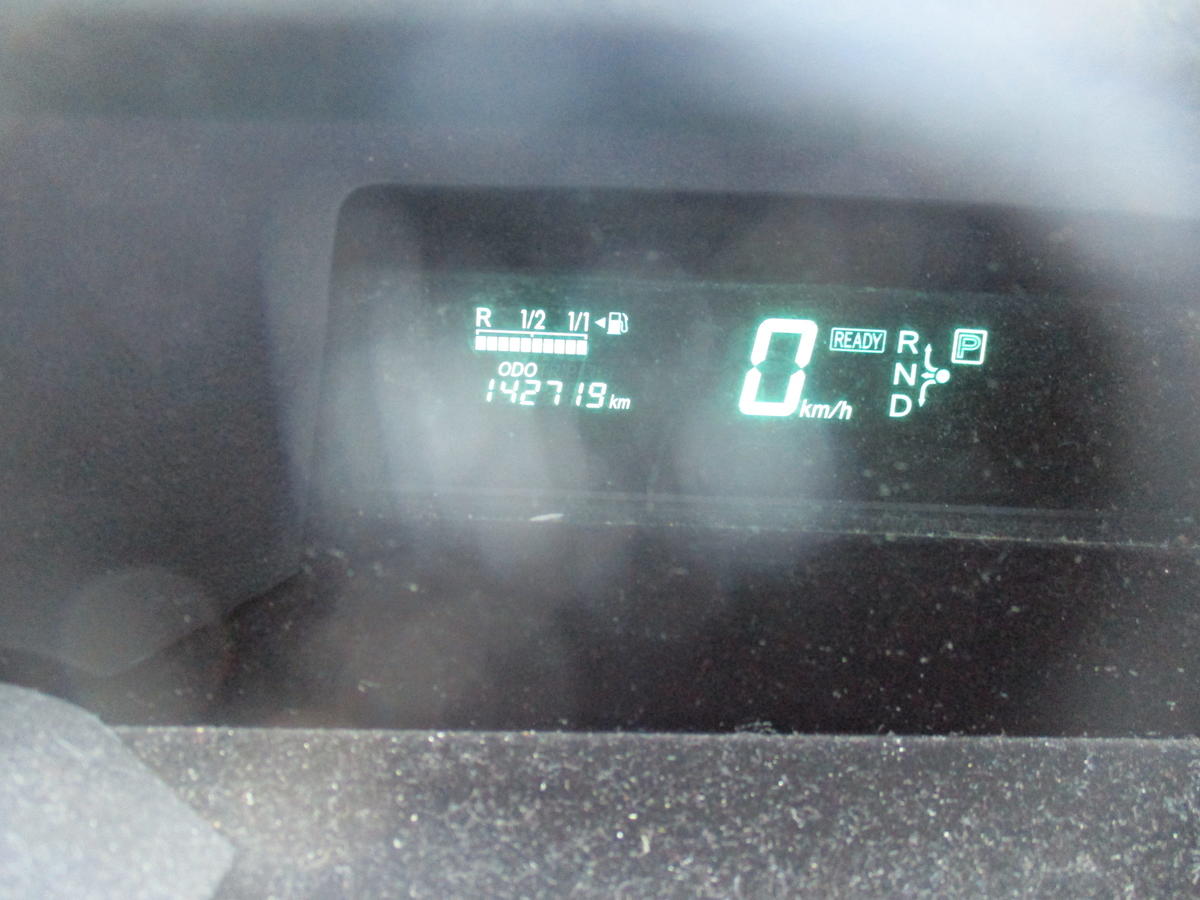 R 1/2 1/1
ODO
142719 km
0 km/h
READY
R
N
D
P